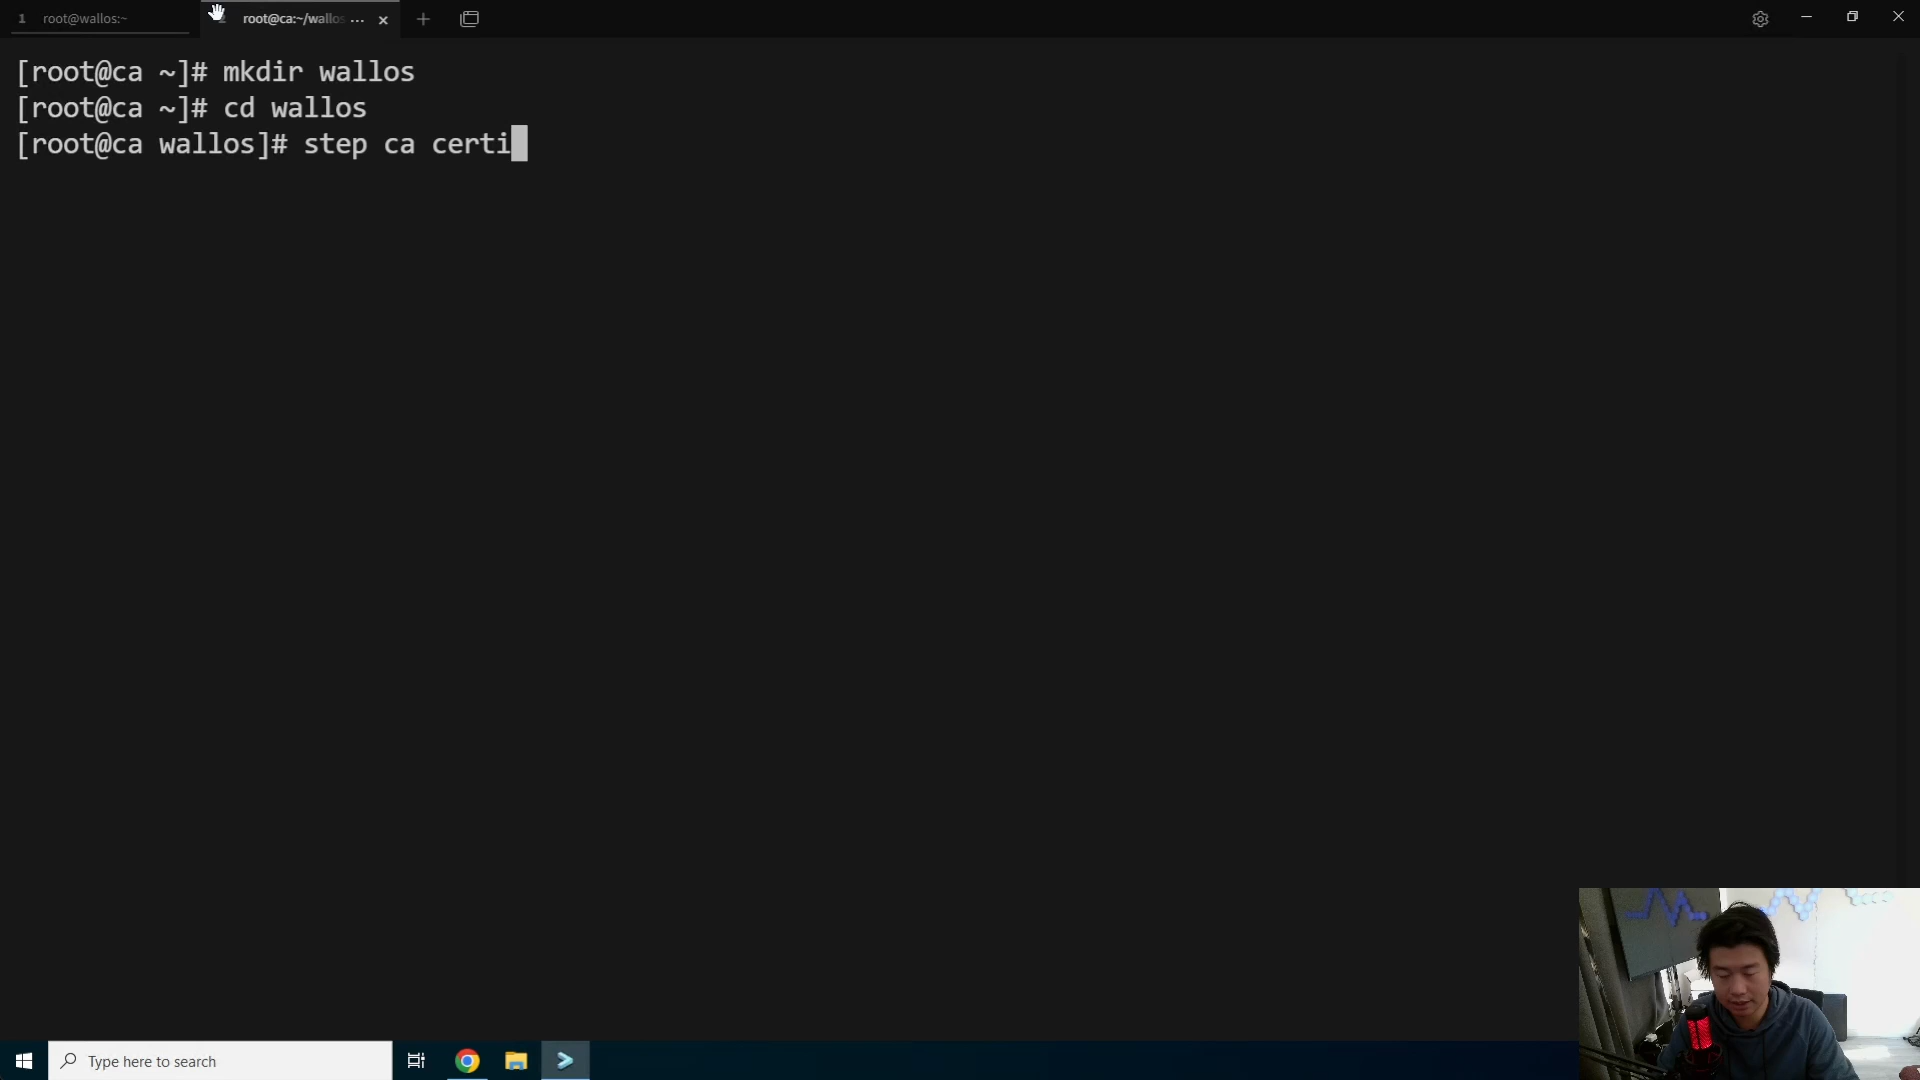 1 root@wallos:~
2 root@ca:~/wallos ...
[root@ca ~]# mkdir wallos
[root@ca ~]# cd wallos
[root@ca wallos]# step ca certi
Type here to search